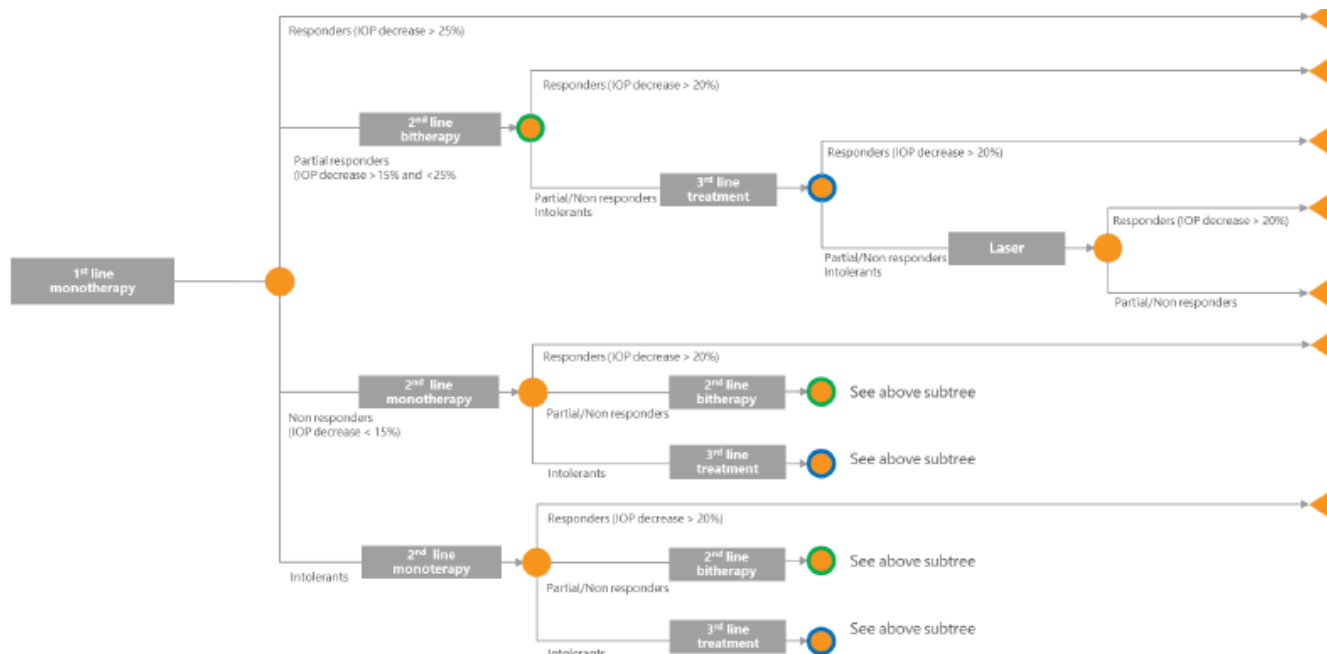 Responders (IOP decrease > 25%)
Responders (IOP decrease > 20%)
2nd line
bitherapy
Partial responders
(IOP decrease > 15% and <25%
Responders (IOP decrease > 20%)
3rd line
treatment
Partial/Non responders
Intolerants
Responders (IOP decrease > 20%)
Laser
Partial/Non responders
Intolerants
1st line
monotherapy
Partial/Non responders
Responders (IOP decrease > 20%)
2nd line
monotherapy
2nd line
bitherapy
See above subtree
Non responders
(IOP decrease < 15%)
Partial/Non responders
3rd line
treatment
See above subtree
Intolerants
Responders (IOP decrease > 20%)
2nd line
monoterapy
2nd line
bitherapy
See above subtree
Intolerants
Partial/Non responders
3rd line
treatment
See above subtree
Intolerants